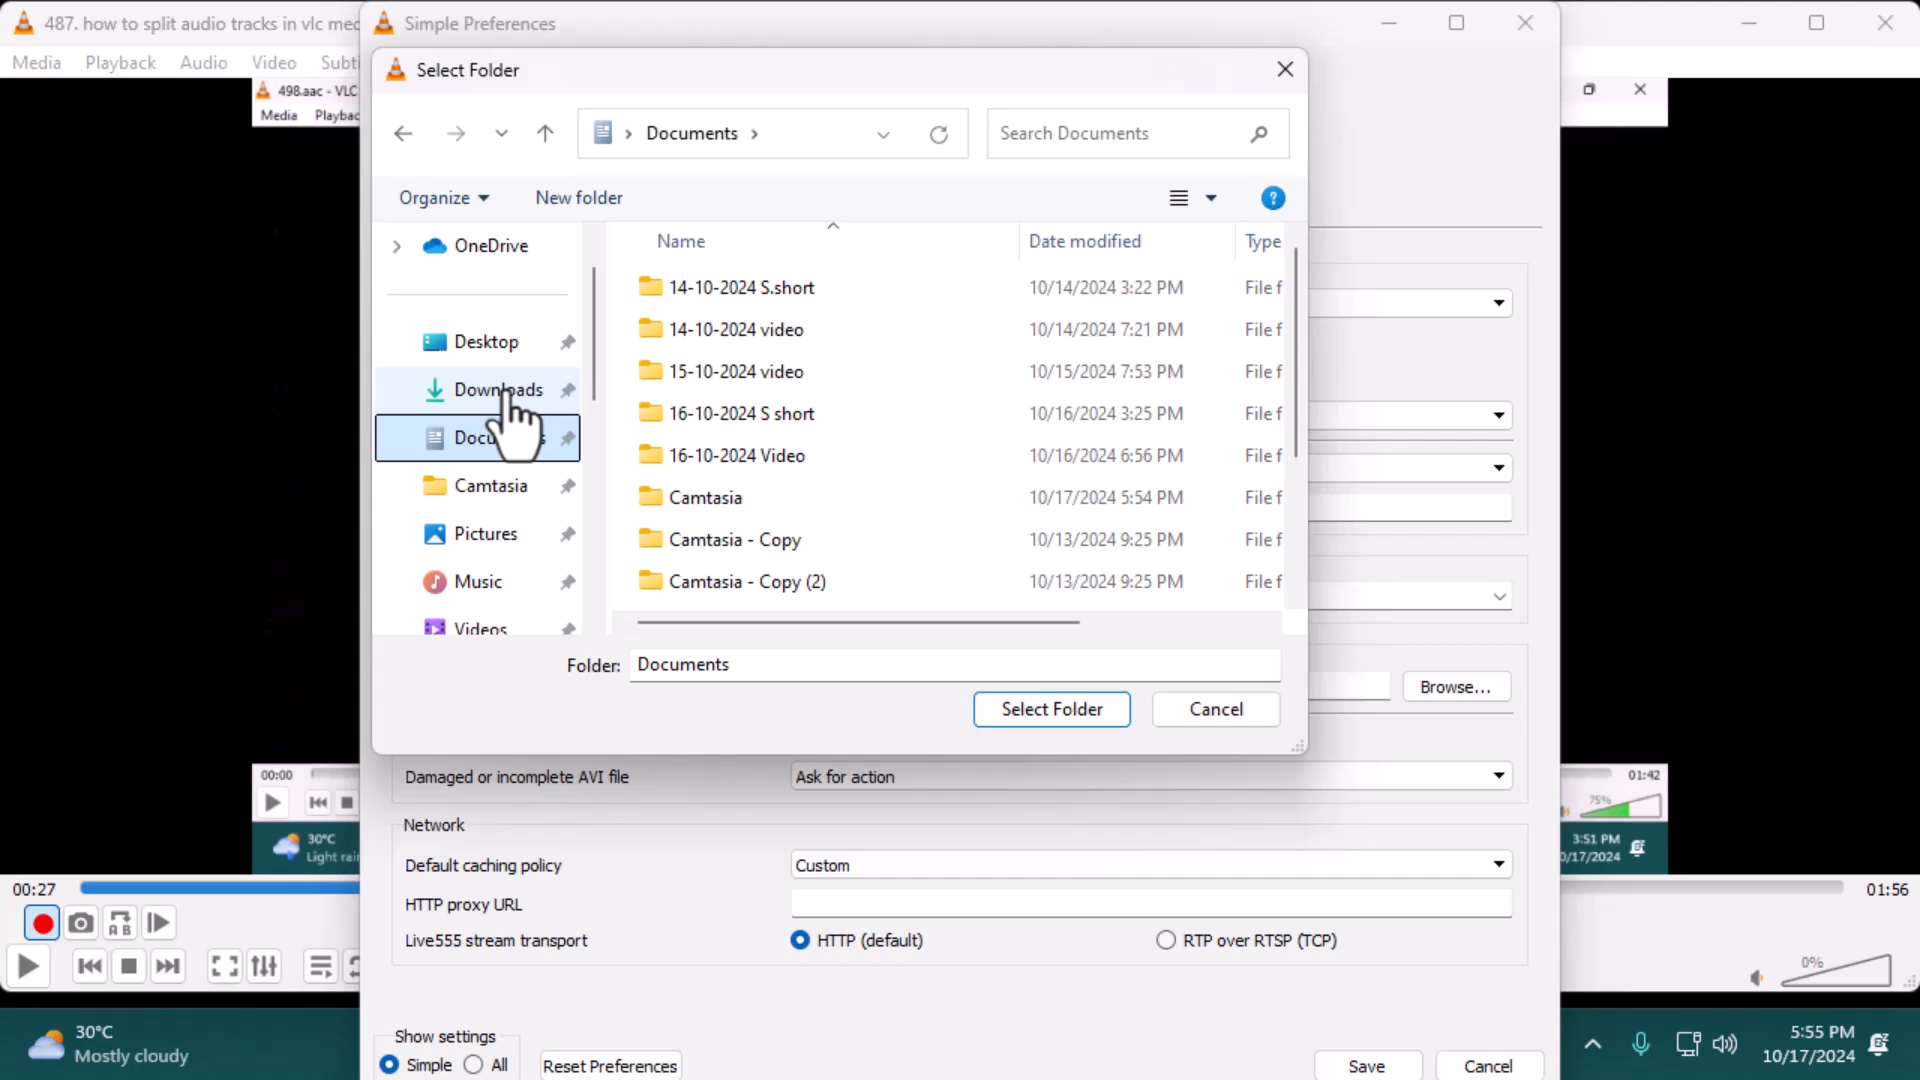 487. how to split audio tracks in vlc med
Simple Preferences
Media Playback Audio Video Subti
498.aac - VLC
Media Playbac
Select Folder
Documents
Search Documents
Organize
New folder
OneDrive
Desktop
Downloads
Camtasia
Pictures
Music
Videos
Name Date modified Type
14-10-2024 S.short 10/14/2024 3:22 PM File f
14-10-2024 video 10/14/2024 7:21 PM File f
15-10-2024 video 10/15/2024 7:53 PM File f
16-10-2024 S short 10/16/2024 3:25 PM File f
16-10-2024 Video 10/16/2024 6:56 PM File f
Camtasia 10/17/2024 5:54 PM File f
Camtasia - Copy 10/13/2024 9:25 PM File f
Camtasia - Copy (2) 10/13/2024 9:25 PM File f
Folder: Documents
Select Folder
Cancel
Browse...
Damaged or incomplete AVI file Ask for action
Network
Default caching policy Custom
HTTP proxy URL
Live555 stream transport HTTP (default) RTP over RTSP (TCP)
00:00
01:42
75%
30°C
Light rain
3:51 PM
0/17/2024
00:27
01:56
A B
0%
Show settings
Simple All
Reset Preferences
Save
Cancel
30°C
Mostly cloudy
5:55 PM
10/17/2024